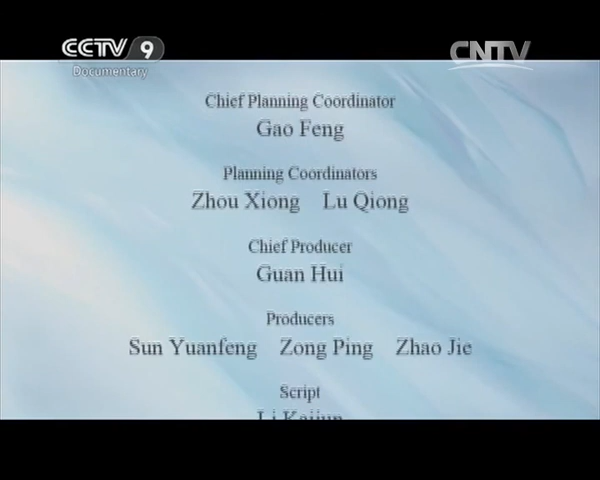 CCTV 9
Documentary
CNTV
Chief Planning Coordinator
Gao Feng
Planning Coordinators
Zhou Xiong Lu Qiong
Chief Producer
Guan Hui
Producers
Sun Yuanfeng Zong Ping Zhao Jie
Script